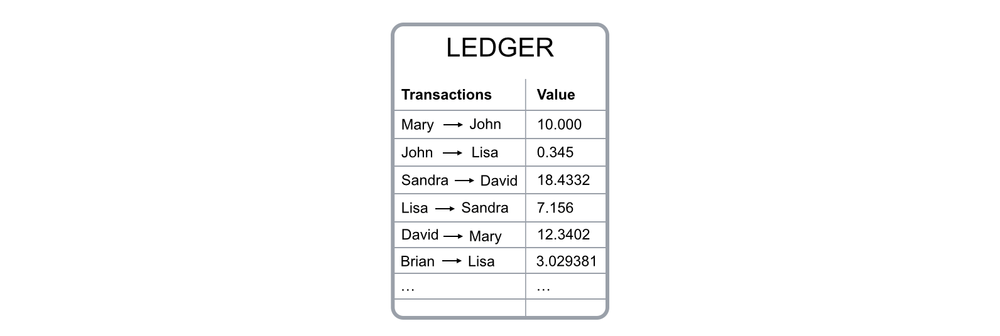 LEDGER
Transactions Value
Mary → John 10.000
John → Lisa 0.345
Sandra → David 18.4332
Lisa → Sandra 7.156
David → Mary 12.3402
Brian → Lisa 3.029381
... ...